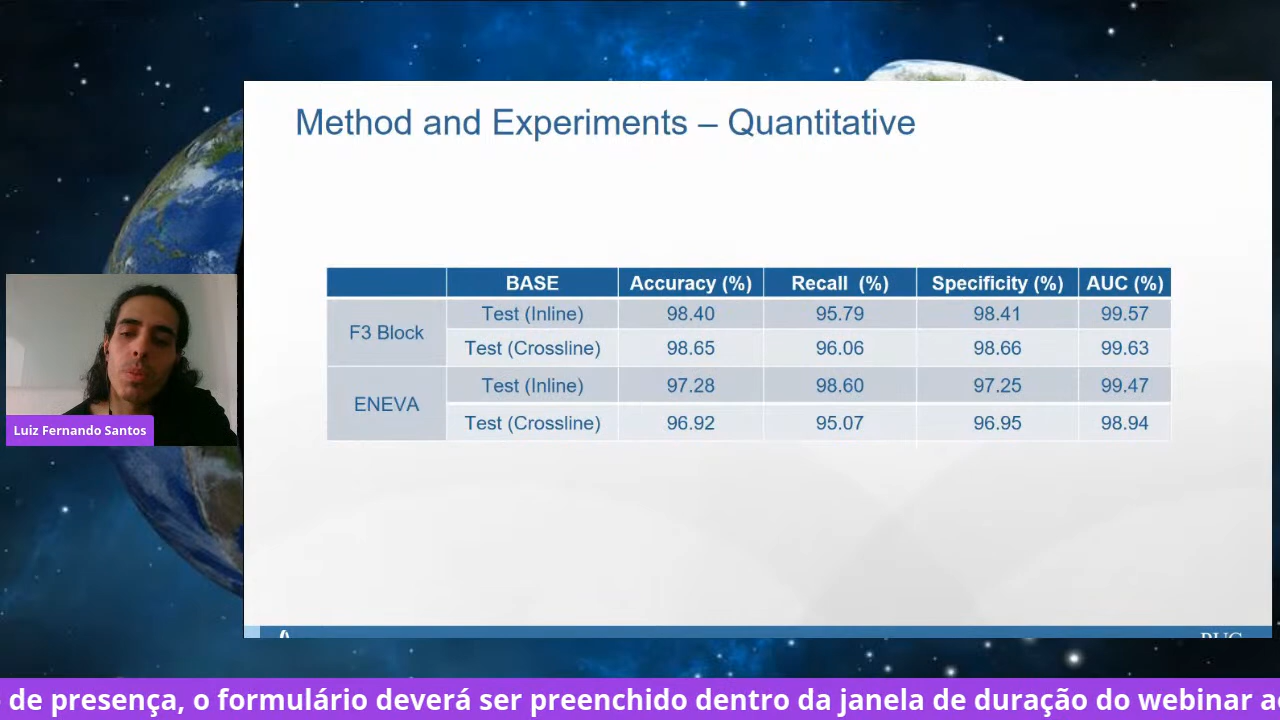 Method and Experiments – Quantitative
BASE Accuracy (%) Recall (%) Specificity (%) AUC (%)
F3 Block
Test (Inline) 98.40 95.79 98.41 99.57
Test (Crossline) 98.65 96.06 98.66 99.63
ENEVA
Test (Inline) 97.28 98.60 97.25 99.47
Test (Crossline) 96.92 95.07 96.95 98.94
Luiz Fernando Santos
de presença, o formulário deverá ser preenchido dentro da janela de duração do webinar